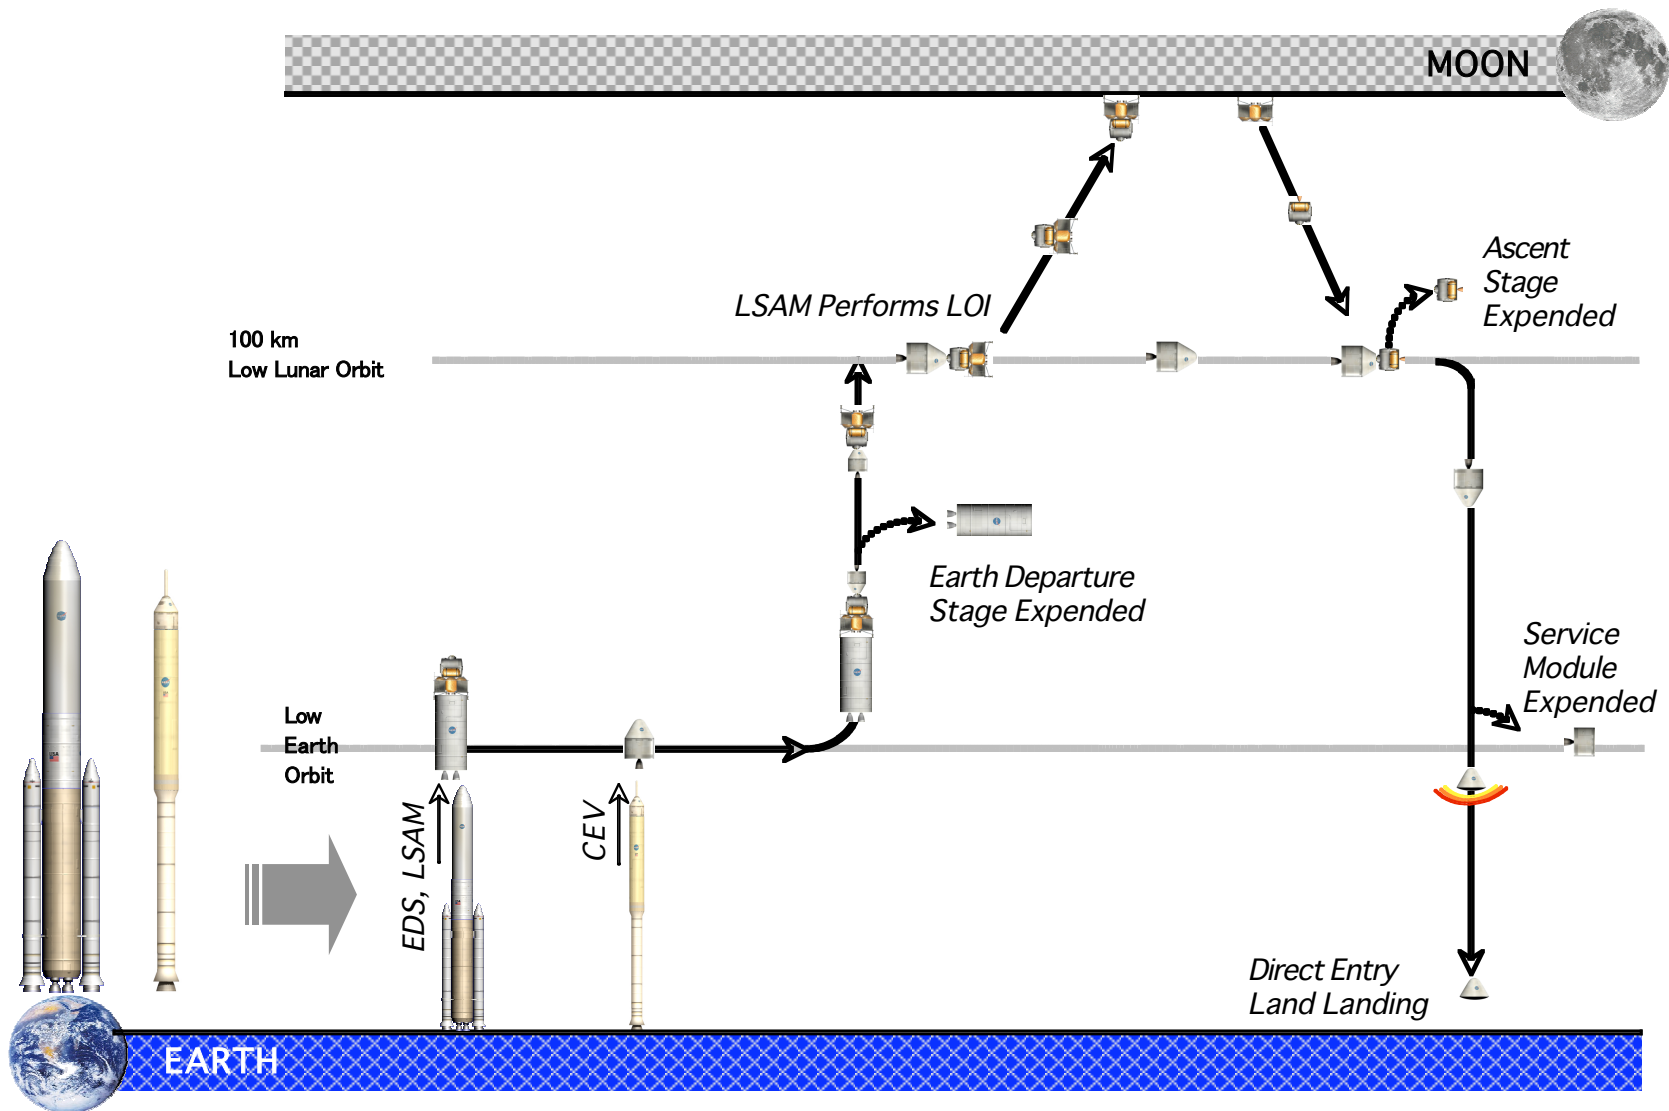 MOON
Ascent
Stage
Expended
LSAM Performs LOI
100 km
Low Lunar Orbit
Earth Departure
Stage Expended
Service
Module
Expended
Low
Earth
Orbit
EDS, LSAM
CEV
Direct Entry
Land Landing
EARTH